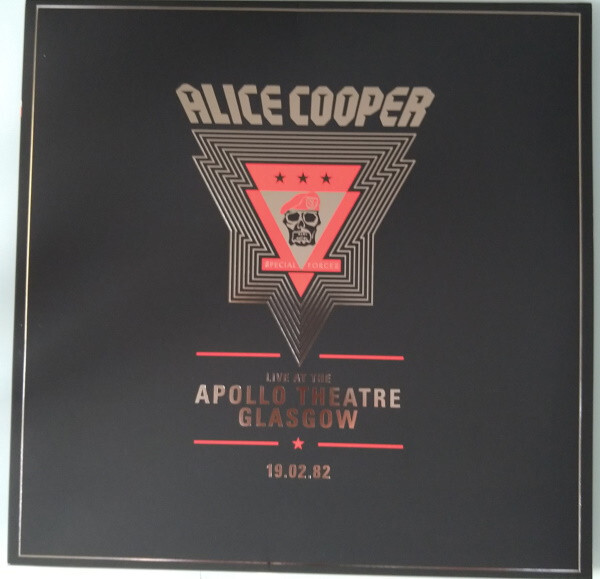 ALICE COOPER
SPECIAL FORCES
LIVE AT THE
APOLLO THEATRE
GLASGOW
19.02.82